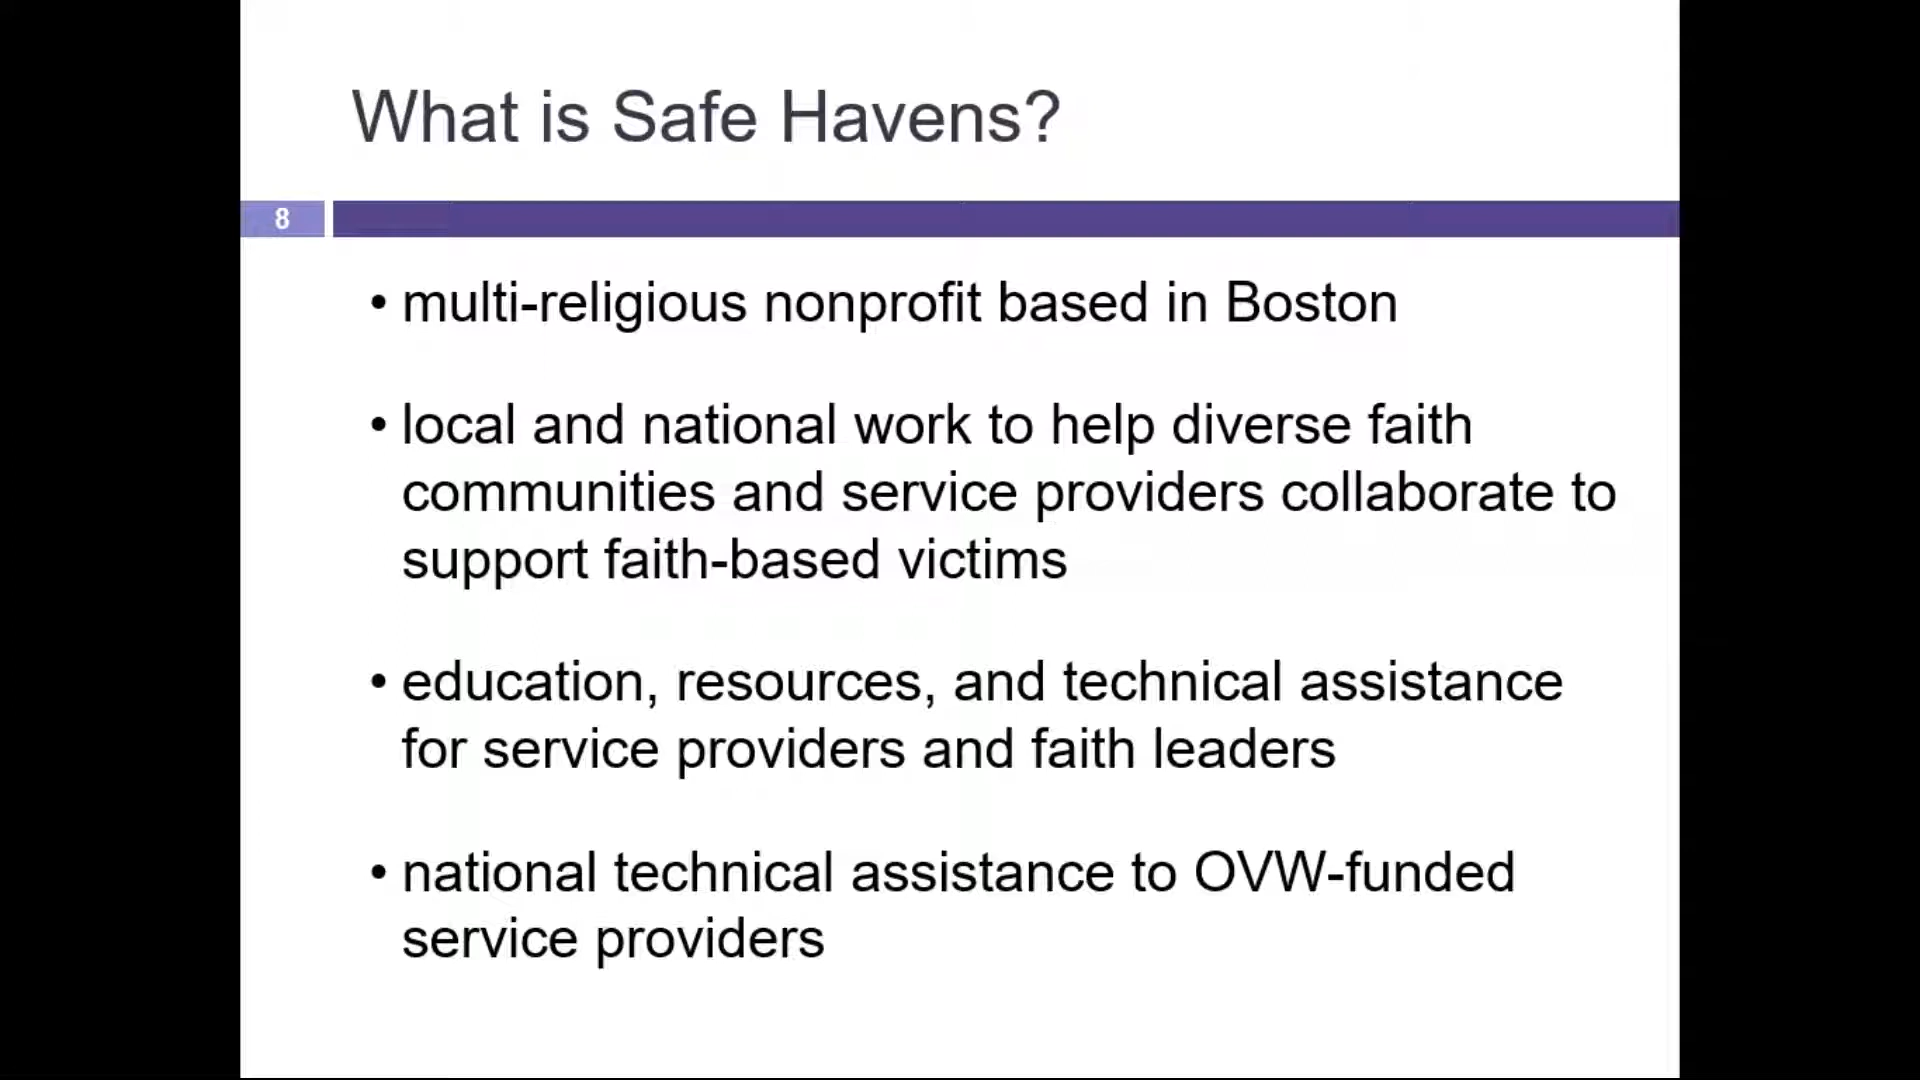 What is Safe Havens?
8
• multi-religious nonprofit based in Boston
• local and national work to help diverse faith
communities and service providers collaborate to
support faith-based victims
• education, resources, and technical assistance
for service providers and faith leaders
• national technical assistance to OVW-funded
service providers